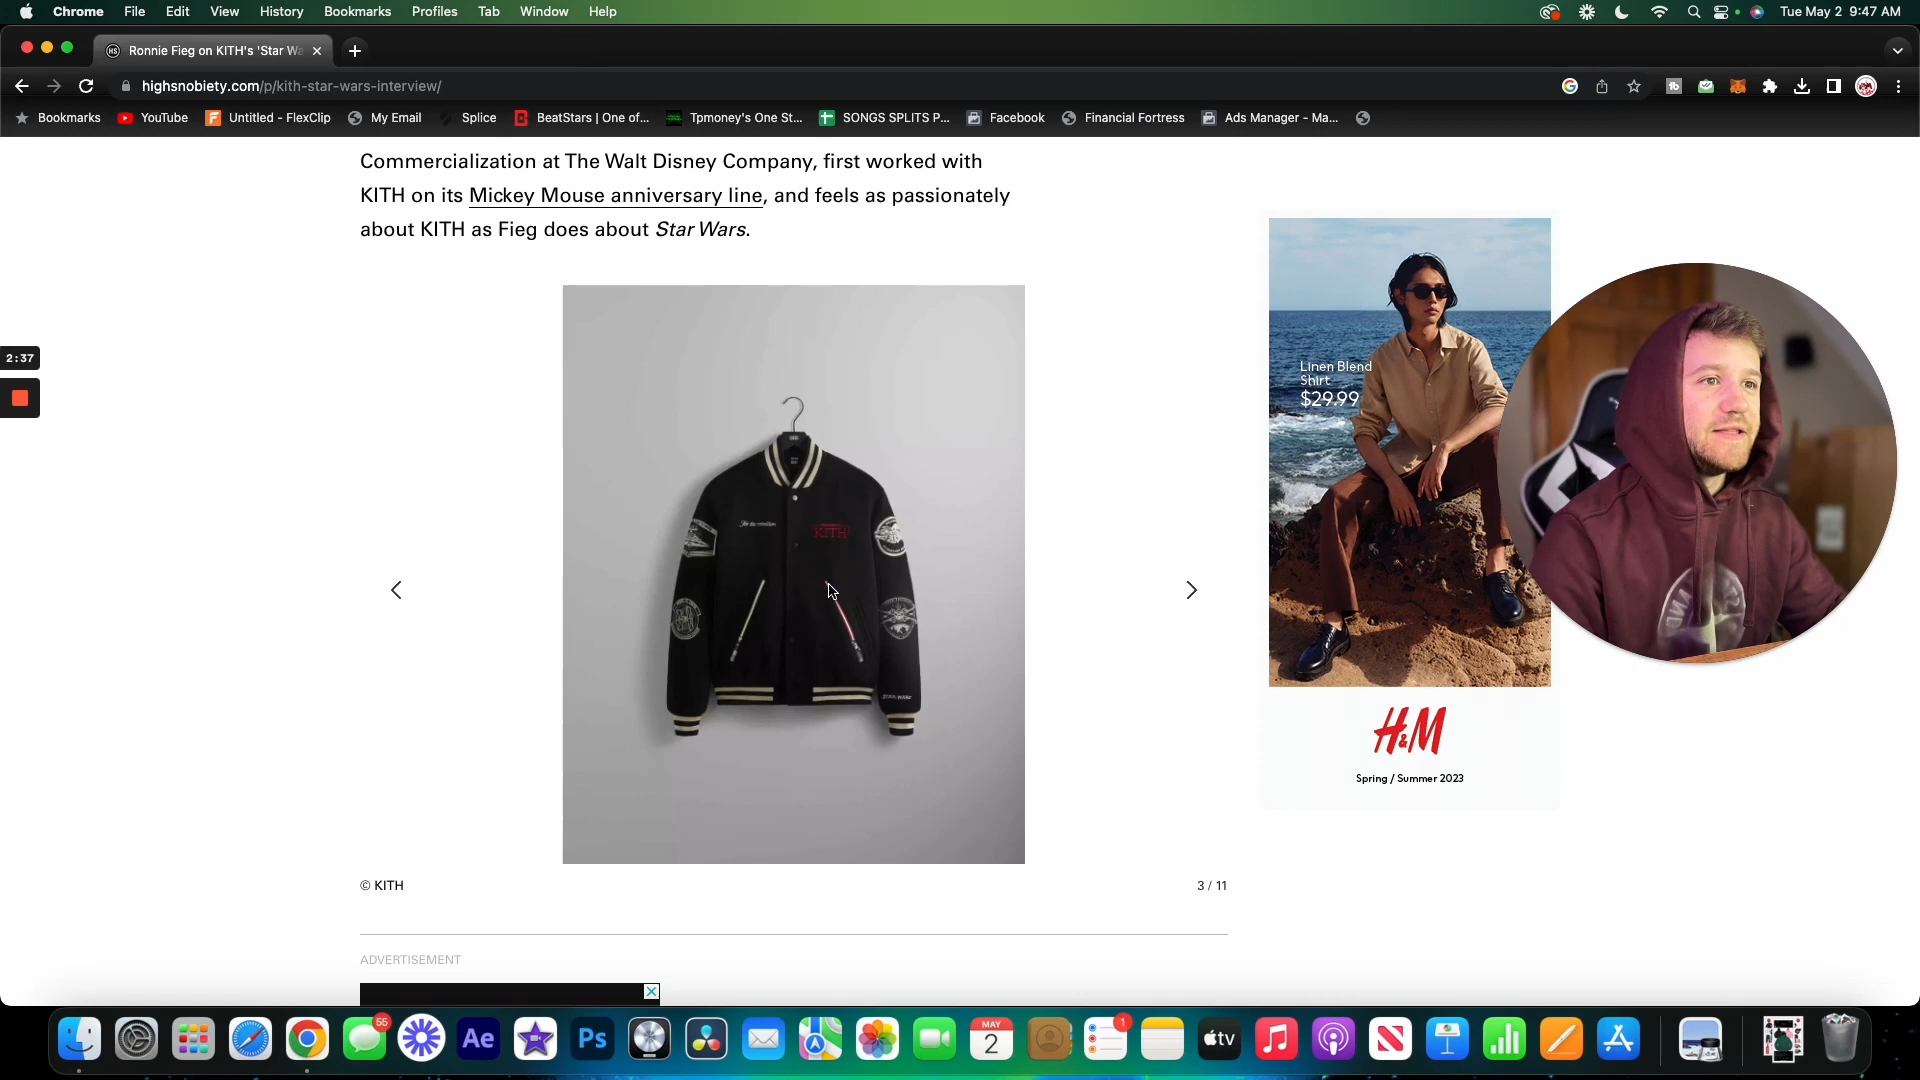 Chrome File Edit View History Bookmarks Profiles Tab Window Help
Tue May 2 9:47 AM
Ronnie Fieg on KITH's 'Star Wa
highsnobiety.com/p/kith-star-wars-interview/
Bookmarks YouTube Untitled - FlexClip My Email Splice BeatStars | One of... Tpmoney's One St... SONGS SPLITS P... Facebook Financial Fortress Ads Manager - Ma...
Commercialization at The Walt Disney Company, first worked with
KITH on its Mickey Mouse anniversary line, and feels as passionately
about KITH as Fieg does about Star Wars.
2:37
Linen Blend
Shirt
$29.99
KITH
STAR WARS
H&M
Spring / Summer 2023
© KITH
3 / 11
ADVERTISEMENT
55
Ae
Ps
MAY
2
1
tv